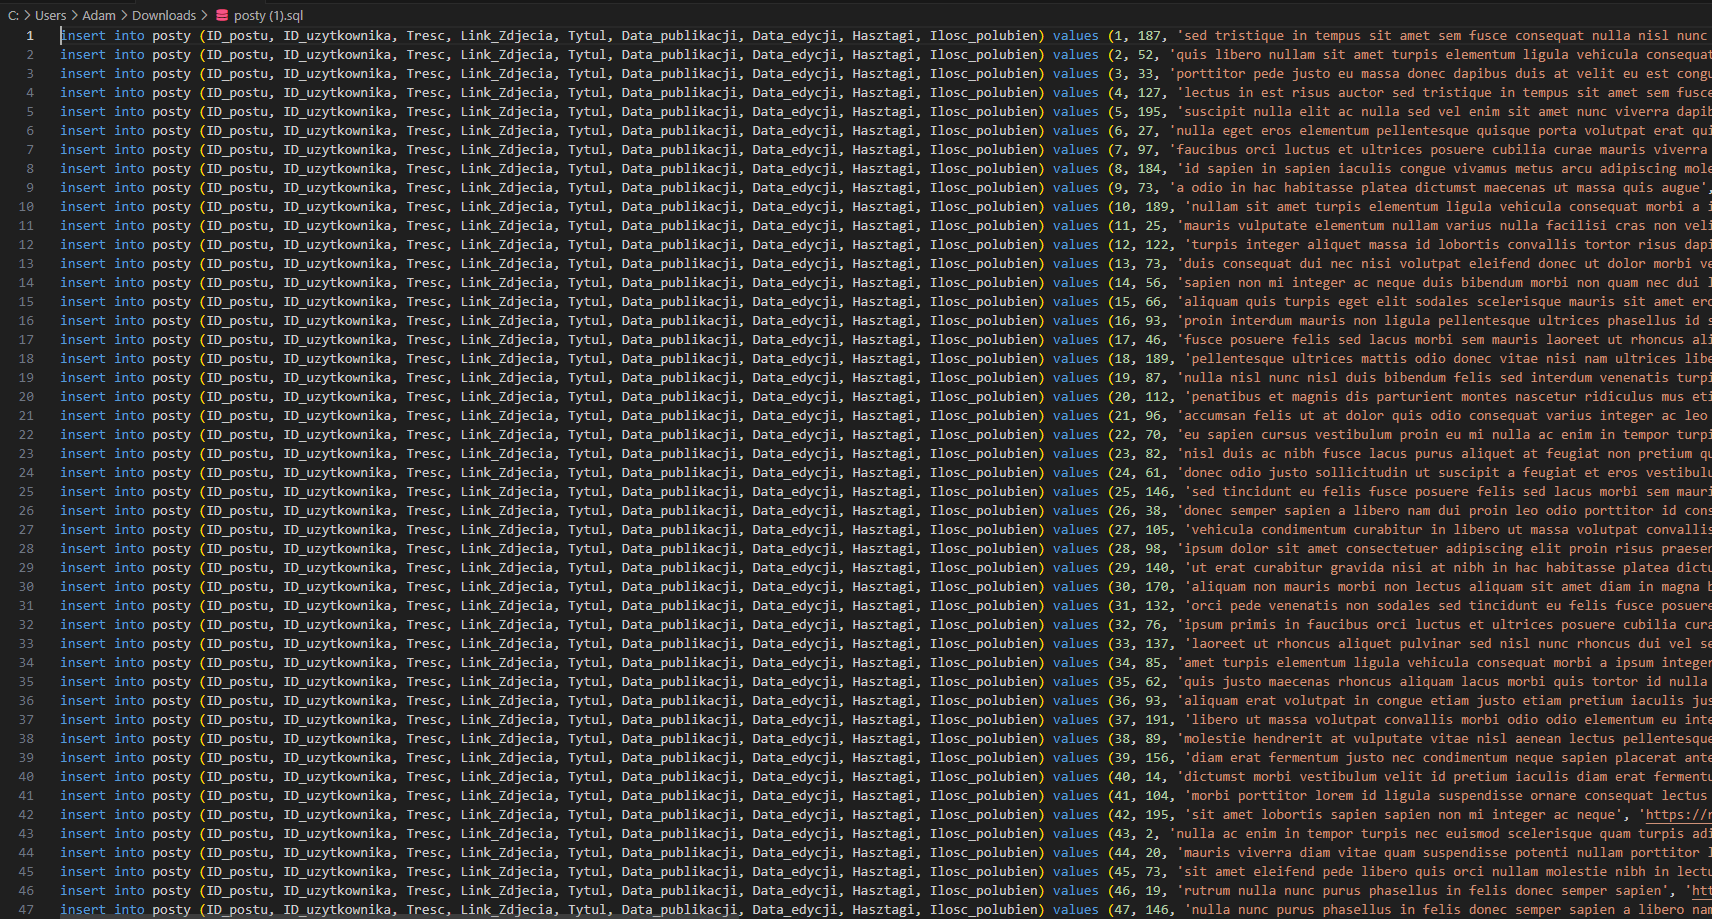 C: > Users > Adam > Downloads > posty (1).sql
1 insert into posty (ID_postu, ID_uzytkownika, Tresc, Link_Zdjecia, Tytul, Data_publikacji, Data_edycji, Hasztagi, Ilosc_polubien) values (1, 187, 'sed tristique in tempus sit amet sem fusce consequat nulla nisl nunc
2 insert into posty (ID_postu, ID_uzytkownika, Tresc, Link_Zdjecia, Tytul, Data_publikacji, Data_edycji, Hasztagi, Ilosc_polubien) values (2, 52, 'quis libero nullam sit amet turpis elementum ligula vehicula consequat
3 insert into posty (ID_postu, ID_uzytkownika, Tresc, Link_Zdjecia, Tytul, Data_publikacji, Data_edycji, Hasztagi, Ilosc_polubien) values (3, 33, 'porttitor pede justo eu massa donec dapibus duis at velit eu est cong
4 insert into posty (ID_postu, ID_uzytkownika, Tresc, Link_Zdjecia, Tytul, Data_publikacji, Data_edycji, Hasztagi, Ilosc_polubien) values (4, 127, 'lectus in est risus auctor sed tristique in tempus sit amet sem fusce
5 insert into posty (ID_postu, ID_uzytkownika, Tresc, Link_Zdjecia, Tytul, Data_publikacji, Data_edycji, Hasztagi, Ilosc_polubien) values (5, 195, 'suscipit nulla elit ac nulla sed vel enim sit amet nunc viverra dapib
6 insert into posty (ID_postu, ID_uzytkownika, Tresc, Link_Zdjecia, Tytul, Data_publikacji, Data_edycji, Hasztagi, Ilosc_polubien) values (6, 27, 'nulla eget eros elementum pellentesque quisque porta volutpat erat qui
7 insert into posty (ID_postu, ID_uzytkownika, Tresc, Link_Zdjecia, Tytul, Data_publikacji, Data_edycji, Hasztagi, Ilosc_polubien) values (7, 97, 'faucibus orci luctus et ultrices posuere cubilia curae mauris viverra
8 insert into posty (ID_postu, ID_uzytkownika, Tresc, Link_Zdjecia, Tytul, Data_publikacji, Data_edycji, Hasztagi, Ilosc_polubien) values (8, 184, 'id sapien in sapien iaculis congue vivamus metus arcu adipiscing mole
9 insert into posty (ID_postu, ID_uzytkownika, Tresc, Link_Zdjecia, Tytul, Data_publikacji, Data_edycji, Hasztagi, Ilosc_polubien) values (9, 73, 'a odio in hac habitasse platea dictumst maecenas ut massa quis augue',
10 insert into posty (ID_postu, ID_uzytkownika, Tresc, Link_Zdjecia, Tytul, Data_publikacji, Data_edycji, Hasztagi, Ilosc_polubien) values (10, 189, 'nullam sit amet turpis elementum ligula vehicula consequat morbi a i
11 insert into posty (ID_postu, ID_uzytkownika, Tresc, Link_Zdjecia, Tytul, Data_publikacji, Data_edycji, Hasztagi, Ilosc_polubien) values (11, 25, 'mauris vulputate elementum nullam varius nulla facilisi cras non veli
12 insert into posty (ID_postu, ID_uzytkownika, Tresc, Link_Zdjecia, Tytul, Data_publikacji, Data_edycji, Hasztagi, Ilosc_polubien) values (12, 122, 'turpis integer aliquet massa id lobortis convallis tortor risus dapi
13 insert into posty (ID_postu, ID_uzytkownika, Tresc, Link_Zdjecia, Tytul, Data_publikacji, Data_edycji, Hasztagi, Ilosc_polubien) values (13, 73, 'duis consequat dui nec nisi volutpat eleifend donec ut dolor morbi ve
14 insert into posty (ID_postu, ID_uzytkownika, Tresc, Link_Zdjecia, Tytul, Data_publikacji, Data_edycji, Hasztagi, Ilosc_polubien) values (14, 56, 'sapien non mi integer ac neque duis bibendum morbi non quam nec dui l
15 insert into posty (ID_postu, ID_uzytkownika, Tresc, Link_Zdjecia, Tytul, Data_publikacji, Data_edycji, Hasztagi, Ilosc_polubien) values (15, 66, 'aliquam quis turpis eget elit sodales scelerisque mauris sit amet ero
16 insert into posty (ID_postu, ID_uzytkownika, Tresc, Link_Zdjecia, Tytul, Data_publikacji, Data_edycji, Hasztagi, Ilosc_polubien) values (16, 93, 'proin interdum mauris non ligula pellentesque ultrices phasellus id s
17 insert into posty (ID_postu, ID_uzytkownika, Tresc, Link_Zdjecia, Tytul, Data_publikacji, Data_edycji, Hasztagi, Ilosc_polubien) values (17, 46, 'fusce posuere felis sed lacus morbi sem mauris laoreet ut rhoncus ali
18 insert into posty (ID_postu, ID_uzytkownika, Tresc, Link_Zdjecia, Tytul, Data_publikacji, Data_edycji, Hasztagi, Ilosc_polubien) values (18, 189, 'pellentesque ultrices mattis odio donec vitae nisi nam ultrices libe
19 insert into posty (ID_postu, ID_uzytkownika, Tresc, Link_Zdjecia, Tytul, Data_publikacji, Data_edycji, Hasztagi, Ilosc_polubien) values (19, 87, 'nulla nisl nunc nisl duis bibendum felis sed interdum venenatis turpi
20 insert into posty (ID_postu, ID_uzytkownika, Tresc, Link_Zdjecia, Tytul, Data_publikacji, Data_edycji, Hasztagi, Ilosc_polubien) values (20, 112, 'penatibus et magnis dis parturient montes nascetur ridiculus mus eti
21 insert into posty (ID_postu, ID_uzytkownika, Tresc, Link_Zdjecia, Tytul, Data_publikacji, Data_edycji, Hasztagi, Ilosc_polubien) values (21, 96, 'accumsan felis ut at dolor quis odio consequat varius integer ac leo
22 insert into posty (ID_postu, ID_uzytkownika, Tresc, Link_Zdjecia, Tytul, Data_publikacji, Data_edycji, Hasztagi, Ilosc_polubien) values (22, 70, 'eu sapien cursus vestibulum proin eu mi nulla ac enim in tempor turpi
23 insert into posty (ID_postu, ID_uzytkownika, Tresc, Link_Zdjecia, Tytul, Data_publikacji, Data_edycji, Hasztagi, Ilosc_polubien) values (23, 82, 'nisl duis ac nibh fusce lacus purus aliquet at feugiat non pretium qu
24 insert into posty (ID_postu, ID_uzytkownika, Tresc, Link_Zdjecia, Tytul, Data_publikacji, Data_edycji, Hasztagi, Ilosc_polubien) values (24, 61, 'donec odio justo sollicitudin ut suscipit a feugiat et eros vestibulu
25 insert into posty (ID_postu, ID_uzytkownika, Tresc, Link_Zdjecia, Tytul, Data_publikacji, Data_edycji, Hasztagi, Ilosc_polubien) values (25, 146, 'sed tincidunt eu felis fusce posuere felis sed lacus morbi sem mauri
26 insert into posty (ID_postu, ID_uzytkownika, Tresc, Link_Zdjecia, Tytul, Data_publikacji, Data_edycji, Hasztagi, Ilosc_polubien) values (26, 38, 'donec semper sapien a libero nam dui proin leo odio porttitor id cons
27 insert into posty (ID_postu, ID_uzytkownika, Tresc, Link_Zdjecia, Tytul, Data_publikacji, Data_edycji, Hasztagi, Ilosc_polubien) values (27, 105, 'vehicula condimentum curabitur in libero ut massa volutpat convallis
28 insert into posty (ID_postu, ID_uzytkownika, Tresc, Link_Zdjecia, Tytul, Data_publikacji, Data_edycji, Hasztagi, Ilosc_polubien) values (28, 98, 'ipsum dolor sit amet consectetuer adipiscing elit proin risus praesen
29 insert into posty (ID_postu, ID_uzytkownika, Tresc, Link_Zdjecia, Tytul, Data_publikacji, Data_edycji, Hasztagi, Ilosc_polubien) values (29, 140, 'ut erat curabitur gravida nisi at nibh in hac habitasse platea dictu
30 insert into posty (ID_postu, ID_uzytkownika, Tresc, Link_Zdjecia, Tytul, Data_publikacji, Data_edycji, Hasztagi, Ilosc_polubien) values (30, 170, 'aliquam non mauris morbi non lectus aliquam sit amet diam in magna b
31 insert into posty (ID_postu, ID_uzytkownika, Tresc, Link_Zdjecia, Tytul, Data_publikacji, Data_edycji, Hasztagi, Ilosc_polubien) values (31, 132, 'orci pede venenatis non sodales sed tincidunt eu felis fusce posuere
32 insert into posty (ID_postu, ID_uzytkownika, Tresc, Link_Zdjecia, Tytul, Data_publikacji, Data_edycji, Hasztagi, Ilosc_polubien) values (32, 76, 'ipsum primis in faucibus orci luctus et ultrices posuere cubilia cura
33 insert into posty (ID_postu, ID_uzytkownika, Tresc, Link_Zdjecia, Tytul, Data_publikacji, Data_edycji, Hasztagi, Ilosc_polubien) values (33, 137, 'laoreet ut rhoncus aliquet pulvinar sed nisl nunc rhoncus dui vel se
34 insert into posty (ID_postu, ID_uzytkownika, Tresc, Link_Zdjecia, Tytul, Data_publikacji, Data_edycji, Hasztagi, Ilosc_polubien) values (34, 85, 'amet turpis elementum ligula vehicula consequat morbi a ipsum integer
35 insert into posty (ID_postu, ID_uzytkownika, Tresc, Link_Zdjecia, Tytul, Data_publikacji, Data_edycji, Hasztagi, Ilosc_polubien) values (35, 62, 'quis justo maecenas rhoncus aliquam lacus morbi quis tortor id nulla
36 insert into posty (ID_postu, ID_uzytkownika, Tresc, Link_Zdjecia, Tytul, Data_publikacji, Data_edycji, Hasztagi, Ilosc_polubien) values (36, 93, 'aliquam erat volutpat in congue etiam justo etiam pretium iaculis jus
37 insert into posty (ID_postu, ID_uzytkownika, Tresc, Link_Zdjecia, Tytul, Data_publikacji, Data_edycji, Hasztagi, Ilosc_polubien) values (37, 191, 'libero ut massa volutpat convallis morbi odio odio elementum eu inte
38 insert into posty (ID_postu, ID_uzytkownika, Tresc, Link_Zdjecia, Tytul, Data_publikacji, Data_edycji, Hasztagi, Ilosc_polubien) values (38, 89, 'molestie hendrerit at vulputate vitae nisl aenean lectus pellentesque
39 insert into posty (ID_postu, ID_uzytkownika, Tresc, Link_Zdjecia, Tytul, Data_publikacji, Data_edycji, Hasztagi, Ilosc_polubien) values (39, 156, 'diam erat fermentum justo nec condimentum neque sapien placerat ante
40 insert into posty (ID_postu, ID_uzytkownika, Tresc, Link_Zdjecia, Tytul, Data_publikacji, Data_edycji, Hasztagi, Ilosc_polubien) values (40, 14, 'dictumst morbi vestibulum velit id pretium iaculis diam erat fermentu
41 insert into posty (ID_postu, ID_uzytkownika, Tresc, Link_Zdjecia, Tytul, Data_publikacji, Data_edycji, Hasztagi, Ilosc_polubien) values (41, 104, 'morbi porttitor lorem id ligula suspendisse ornare consequat lectus
42 insert into posty (ID_postu, ID_uzytkownika, Tresc, Link_Zdjecia, Tytul, Data_publikacji, Data_edycji, Hasztagi, Ilosc_polubien) values (42, 195, 'sit amet lobortis sapien sapien non mi integer ac neque', 'https://r
43 insert into posty (ID_postu, ID_uzytkownika, Tresc, Link_Zdjecia, Tytul, Data_publikacji, Data_edycji, Hasztagi, Ilosc_polubien) values (43, 2, 'nulla ac enim in tempor turpis nec euismod scelerisque quam turpis adi
44 insert into posty (ID_postu, ID_uzytkownika, Tresc, Link_Zdjecia, Tytul, Data_publikacji, Data_edycji, Hasztagi, Ilosc_polubien) values (44, 20, 'mauris viverra diam vitae quam suspendisse potenti nullam porttitor l
45 insert into posty (ID_postu, ID_uzytkownika, Tresc, Link_Zdjecia, Tytul, Data_publikacji, Data_edycji, Hasztagi, Ilosc_polubien) values (45, 73, 'sit amet eleifend pede libero quis orci nullam molestie nibh in lectu
46 insert into posty (ID_postu, ID_uzytkownika, Tresc, Link_Zdjecia, Tytul, Data_publikacji, Data_edycji, Hasztagi, Ilosc_polubien) values (46, 19, 'rutrum nulla nunc purus phasellus in felis donec semper sapien', 'htt
47 insert into posty (ID_postu, ID_uzytkownika, Tresc, Link_Zdjecia, Tytul, Data_publikacji, Data_edycji, Hasztagi, Ilosc_polubien) values (47, 146, 'nulla nunc purus phasellus in felis donec semper sapien a libero nam